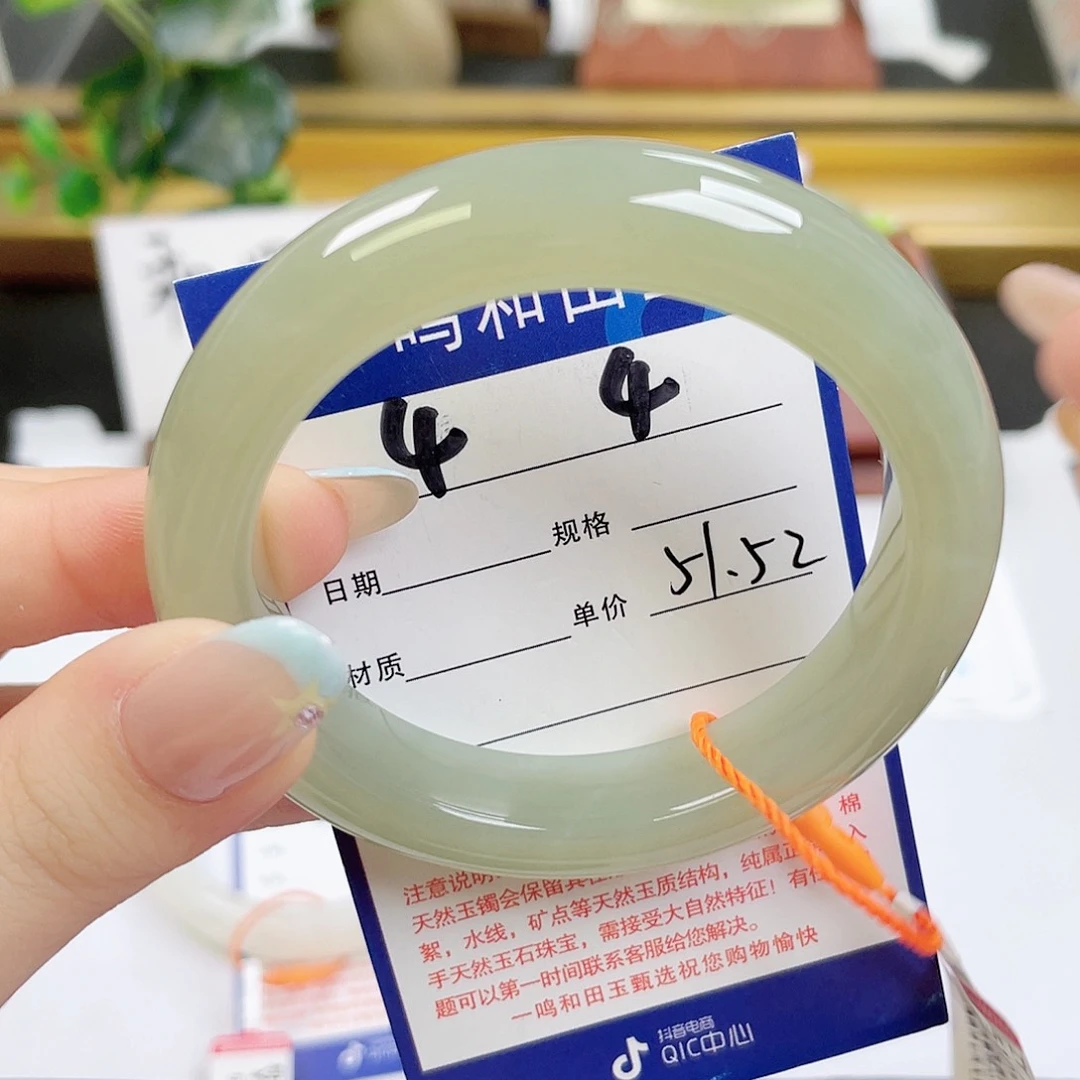 鸣和田
4 4
规格
日期
51.52
单价
材质
棉
注意说明
入
天然玉镯会保留其
絮，水线，矿点等天然玉质结构，纯属正
手天然玉石珠宝，需接受大自然特征！有任
题可以第一时间联系客服给您解决。
一鸣和田玉甄选祝您购物愉快
抖音电商
QIC中心